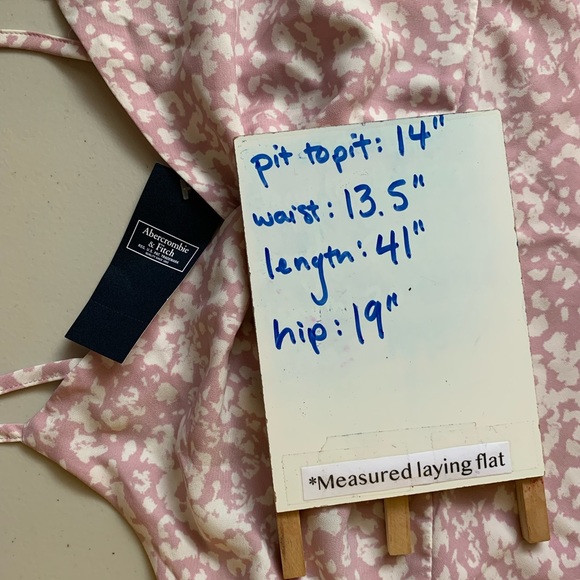 pit to pit: 14"
waist: 13.5"
length: 41"
hip: 19"
*Measured laying flat
Abercrombie
& Fitch